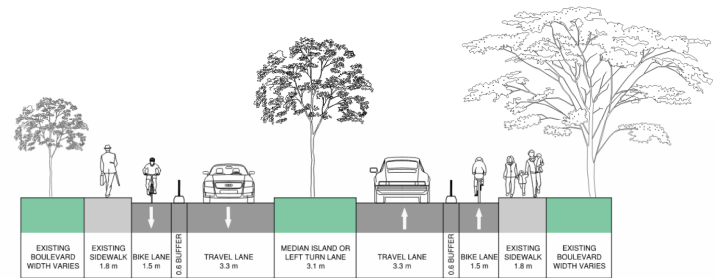 EXISTING
BOULEVARD
WIDTH VARIES
EXISTING
SIDEWALK
1.8 m
BIKE LANE
1.5 m
0.6 BUFFER
TRAVEL LANE
3.3 m
MEDIAN ISLAND OR
LEFT TURN LANE
3.1 m
TRAVEL LANE
3.3 m
0.6 BUFFER
BIKE LANE
1.5 m
EXISTING
SIDEWALK
1.8 m
EXISTING
BOULEVARD
WIDTH VARIES